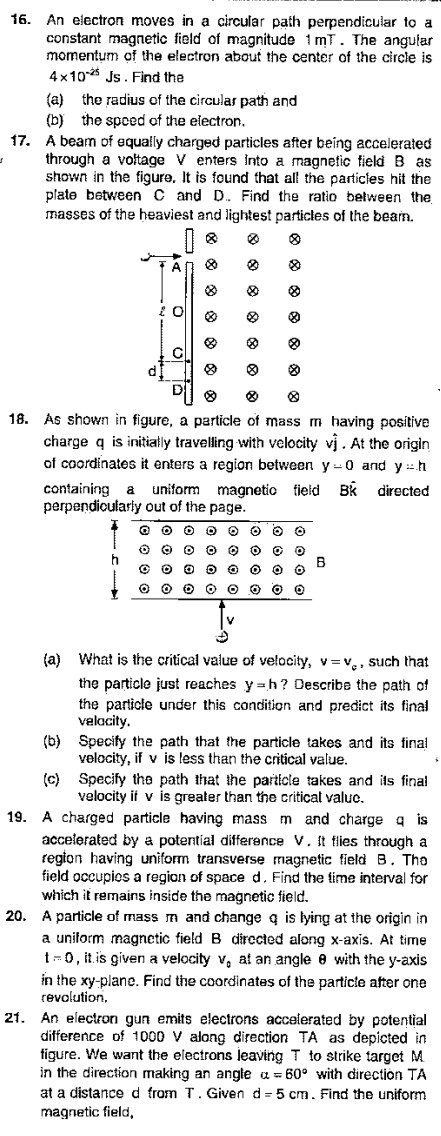 16. An electron moves in a circular path perpendicular to a
constant magnetic field of magnitude 1 mT. The angular
momentum of the electron about the center of the circle is
4×10⁻²⁵ Js. Find the
(a) the radius of the circular path and
(b) the speed of the electron.
17. A beam of equally charged particles after being accelerated
through a voltage V enters into a magnetic field B as
shown in the figure. It is found that all the particles hit the
plate between C and D. Find the ratio between the
masses of the heaviest and lightest particles of the beam.
A
ℓ O
C
d
D
18. As shown in figure, a particle of mass m having positive
charge q is initially travelling with velocity vĵ. At the origin
of coordinates it enters a region between y=0 and y=h
containing a uniform magnetic field Bk̂ directed
perpendicularly out of the page.
h
B
v
(a) What is the critical value of velocity, v=v꜀, such that
the particle just reaches y=h? Describe the path of
the particle under this condition and predict its final
velocity.
(b) Specify the path that the particle takes and its final
velocity, if v is less than the critical value.
(c) Specify the path that the particle takes and its final
velocity if v is greater than the critical value.
19. A charged particle having mass m and charge q is
accelerated by a potential difference V. It flies through a
region having uniform transverse magnetic field B. The
field occupies a region of space d. Find the time interval for
which it remains inside the magnetic field.
20. A particle of mass m and change q is lying at the origin in
a uniform magnetic field B directed along x-axis. At time
t=0, it is given a velocity v₀ at an angle θ with the y-axis
in the xy-plane. Find the coordinates of the particle after one
revolution.
21. An electron gun emits electrons accelerated by potential
difference of 1000 V along direction TA as depicted in
figure. We want the electrons leaving T to strike target M
in the direction making an angle α=60° with direction TA
at a distance d from T. Given d=5 cm. Find the uniform
magnetic field,